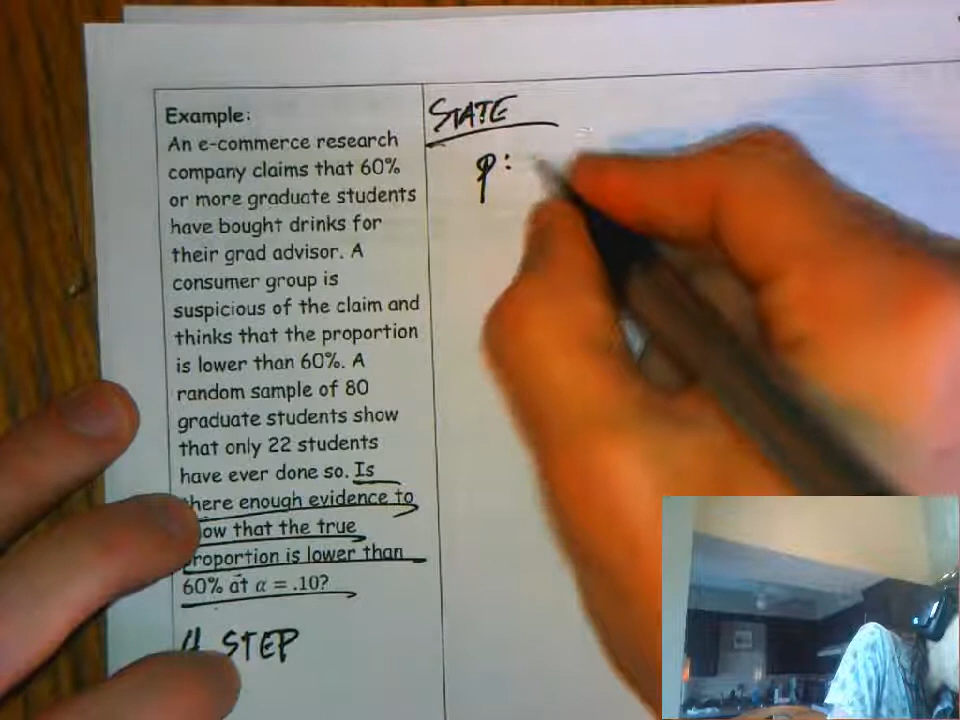 Example:
An e-commerce research
company claims that 60%
or more graduate students
have bought drinks for
their grad advisor. A
consumer group is
suspicious of the claim and
thinks that the proportion
is lower than 60%. A
random sample of 80
graduate students show
that only 22 students
have ever done so. Is
there enough evidence to
how that the true
proportion is lower than
60% at α = .10?
4 STEP
STATE
p: